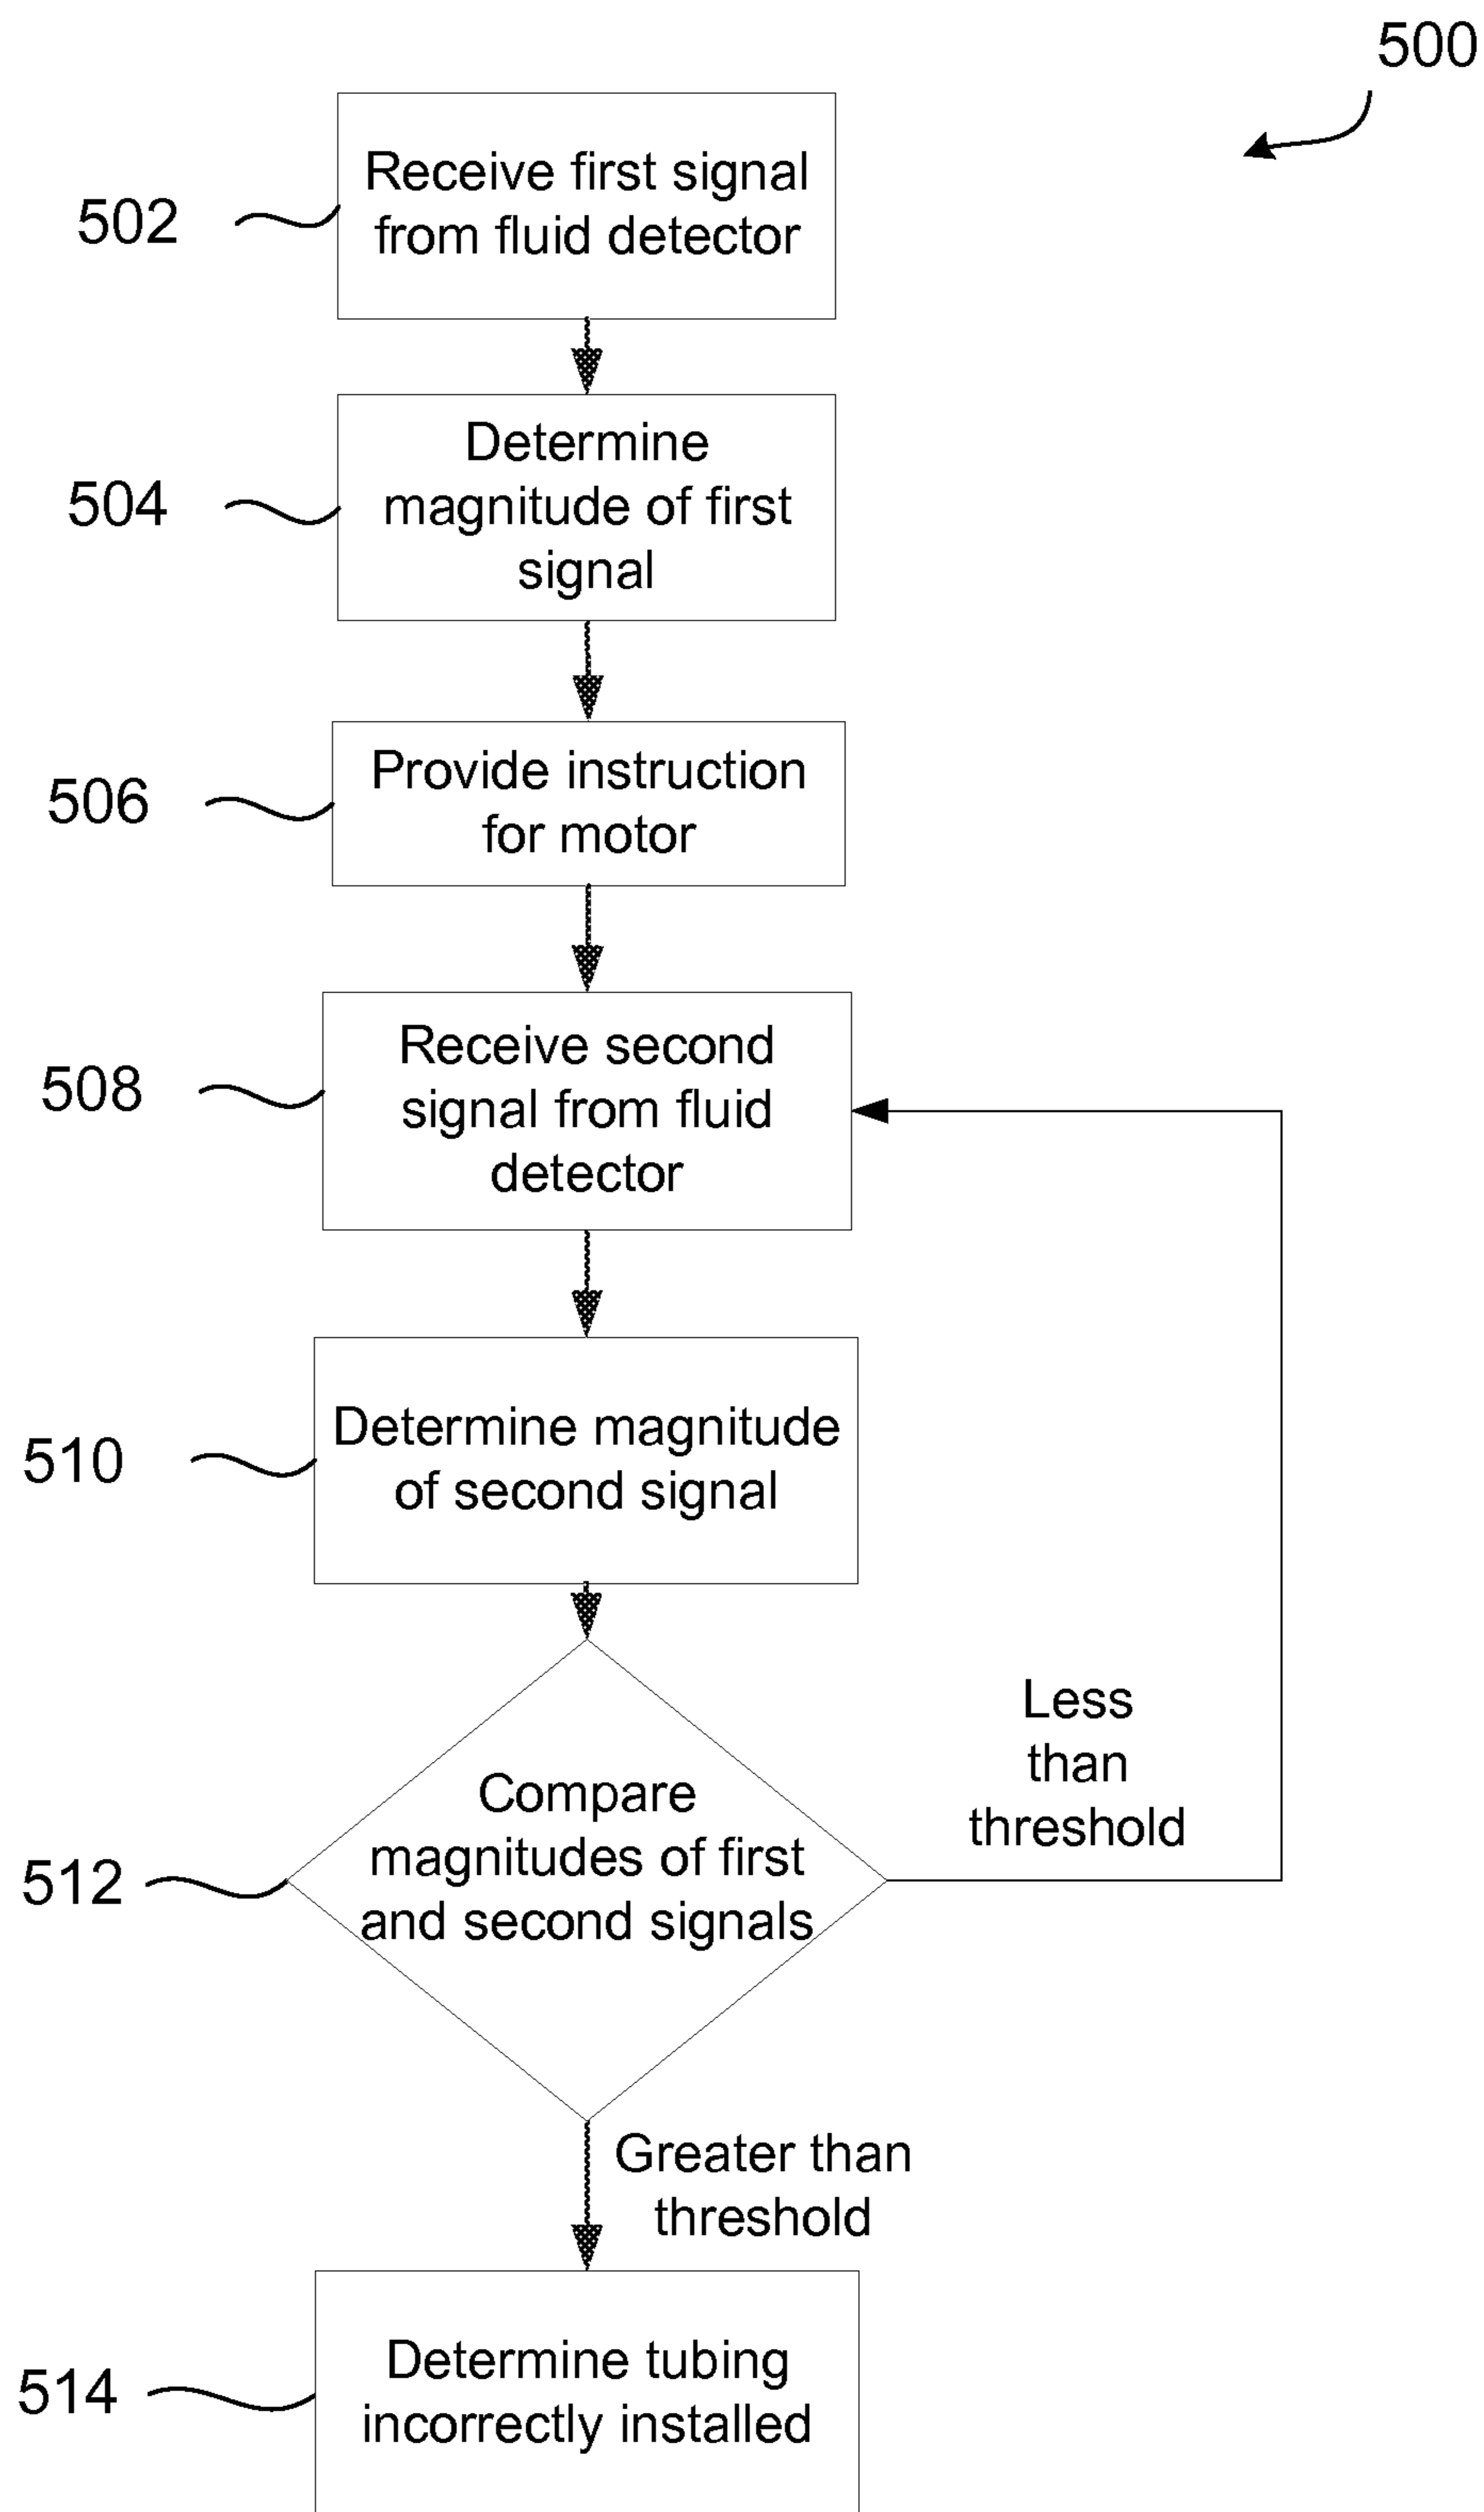 500
502
Receive first signal
from fluid detector
504
Determine
magnitude of first
signal
506
Provide instruction
for motor
508
Receive second
signal from fluid
detector
510
Determine magnitude
of second signal
Less
than
threshold
512
Compare
magnitudes of first
and second signals
Greater than
threshold
514
Determine tubing
incorrectly installed